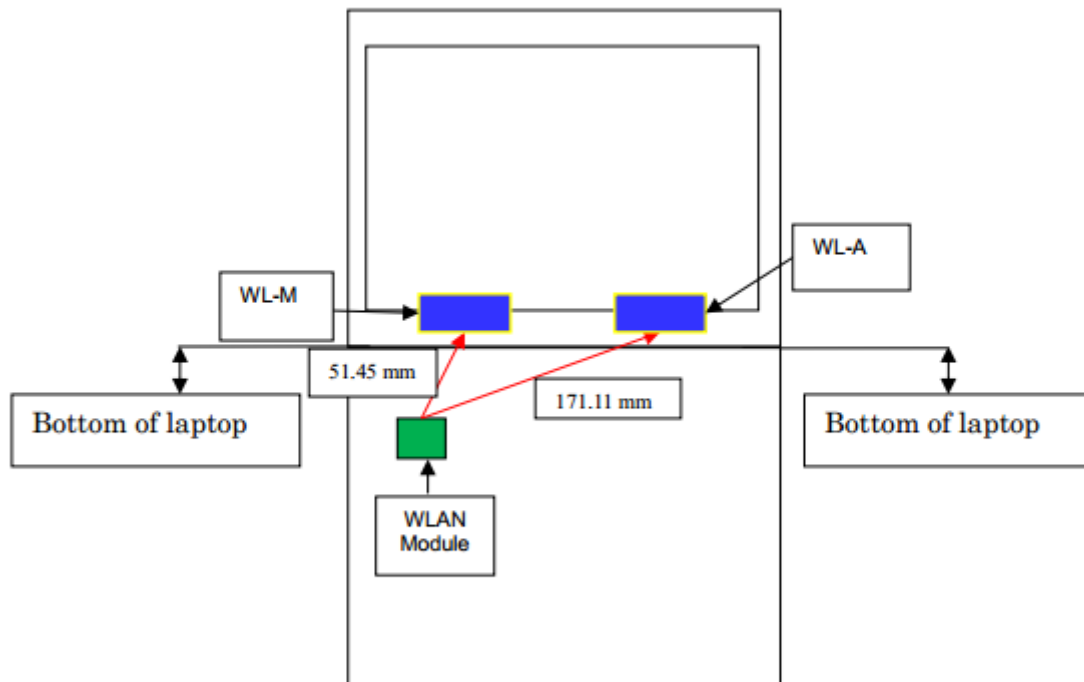 WL-A
WL-M
51.45 mm
171.11 mm
Bottom of laptop
Bottom of laptop
WLAN
Module